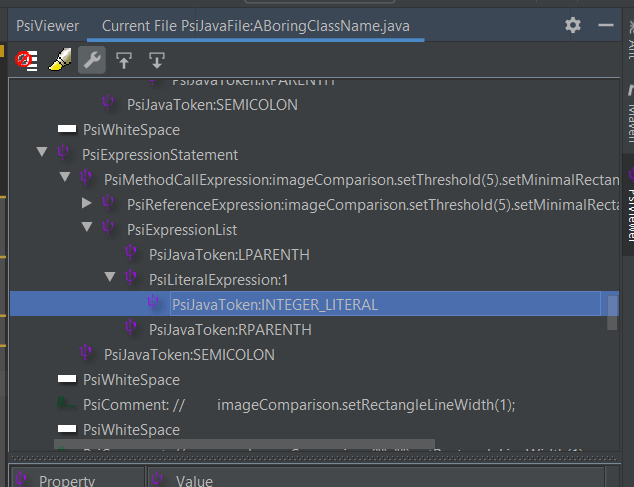 PsiViewer Current File PsiJavaFile:ABoringClassName.java
PsiJavaToken:RPARENTH
PsiJavaToken:SEMICOLON
PsiWhiteSpace
PsiExpressionStatement
PsiMethodCallExpression:imageComparison.setThreshold(5).setMinimalRectan
PsiReferenceExpression:imageComparison.setThreshold(5).setMinimalRecta
PsiExpressionList
PsiJavaToken:LPARENTH
PsiLiteralExpression:1
PsiJavaToken:INTEGER_LITERAL
PsiJavaToken:RPARENTH
PsiJavaToken:SEMICOLON
PsiWhiteSpace
PsiComment: // imageComparison.setRectangleLineWidth(1);
PsiWhiteSpace
Property Value
Ant
Maven
PsiViewer